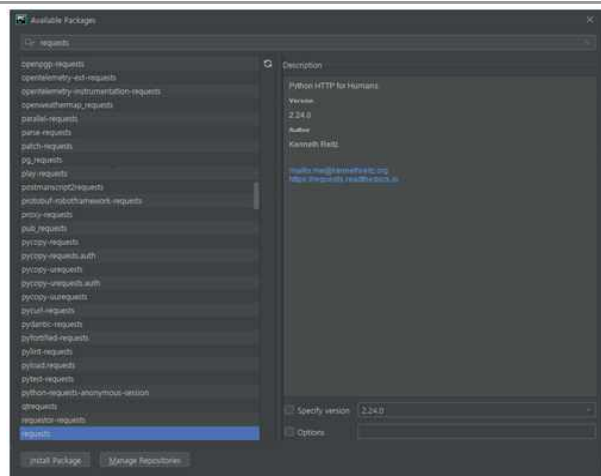 Available Packages
requests
openpgp-requests
opentelemetry-ext-requests
opentelemetry-instrumentation-requests
openweathermap_requests
parallel-requests
parse-requests
patch-requests
pg_requests
play-requests
postmanscript2requests
protobuf-robotframework-requests
proxy-requests
pub_requests
pycopy-requests
pycopy-requests.auth
pycopy-urequests
pycopy-urequests.auth
pycopy-uurequests
pycurl-requests
pydantic-requests
pyfortified-requests
pylint-requests
pyload.requests
pytest-requests
python-requests-anonymous-session
qtrequests
requestor-requests
requests
Install Package
Manage Repositories
Description
Python HTTP for Humans.
Version
2.24.0
Author
Kenneth Reitz
mailto:me@kennethreitz.org
https://requests.readthedocs.io
Specify version
2.24.0
Options